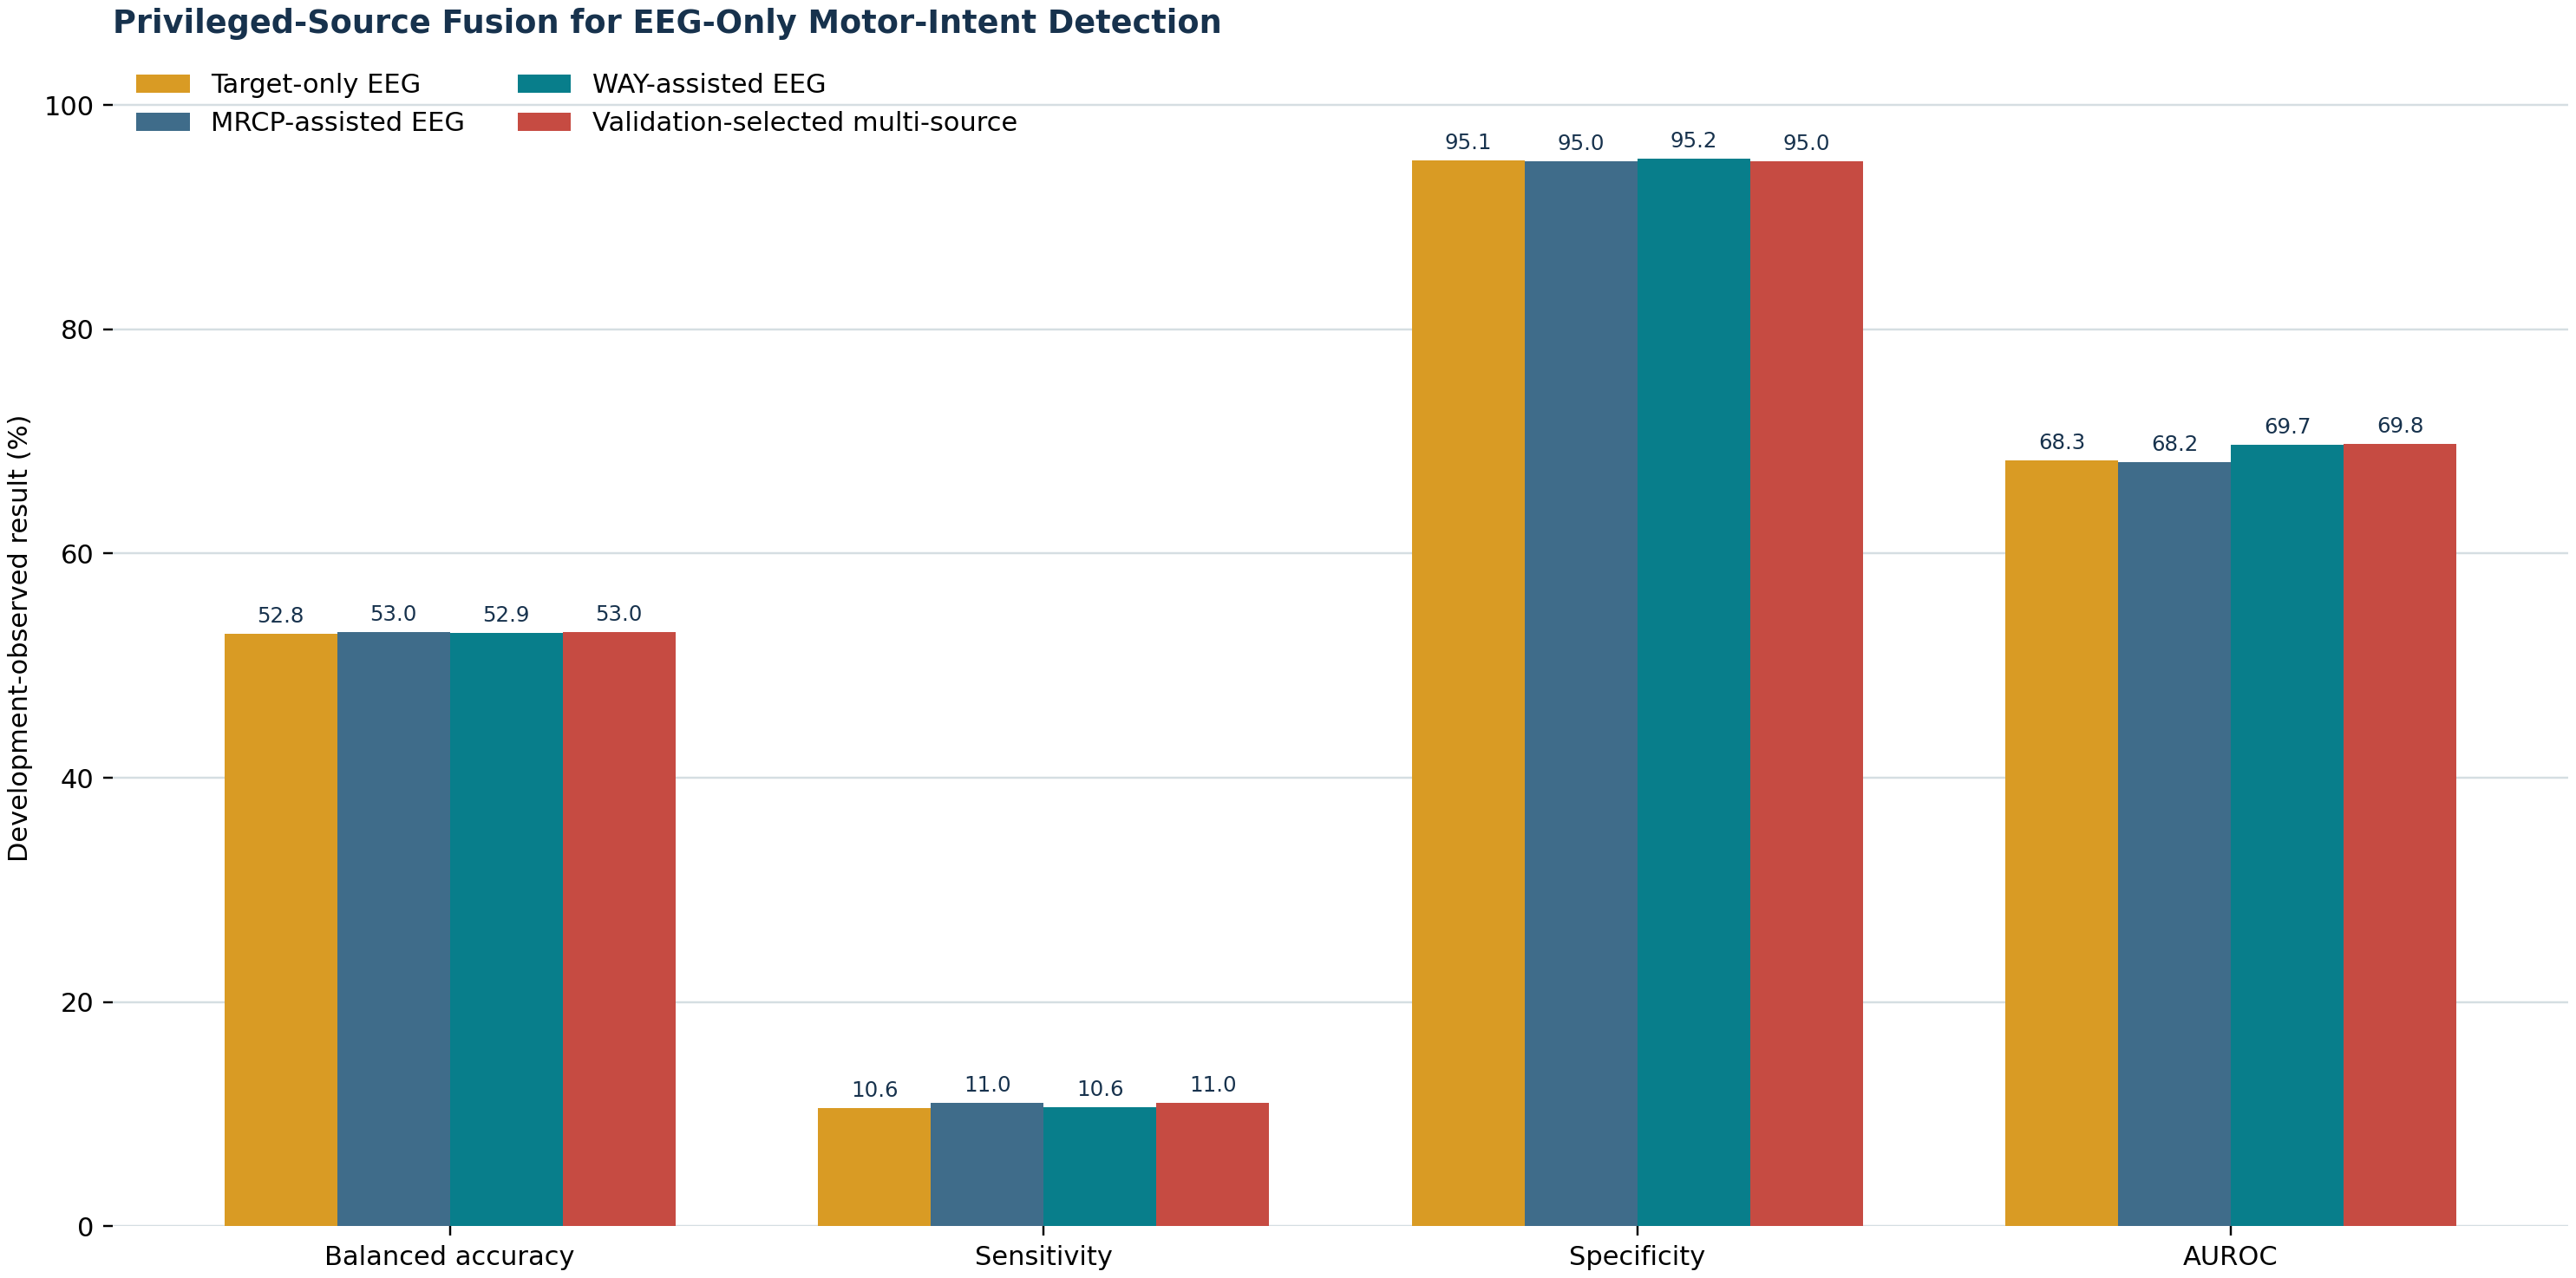 Privileged-Source Fusion for EEG-Only Motor-Intent Detection
Target-only EEG
MRCP-assisted EEG
WAY-assisted EEG
Validation-selected multi-source
Development-observed result (%)
100
80
60
40
20
0
52.8 53.0 52.9 53.0
10.6 11.0 10.6 11.0
95.1 95.0 95.2 95.0
68.3 68.2 69.7 69.8
Balanced accuracy
Sensitivity
Specificity
AUROC